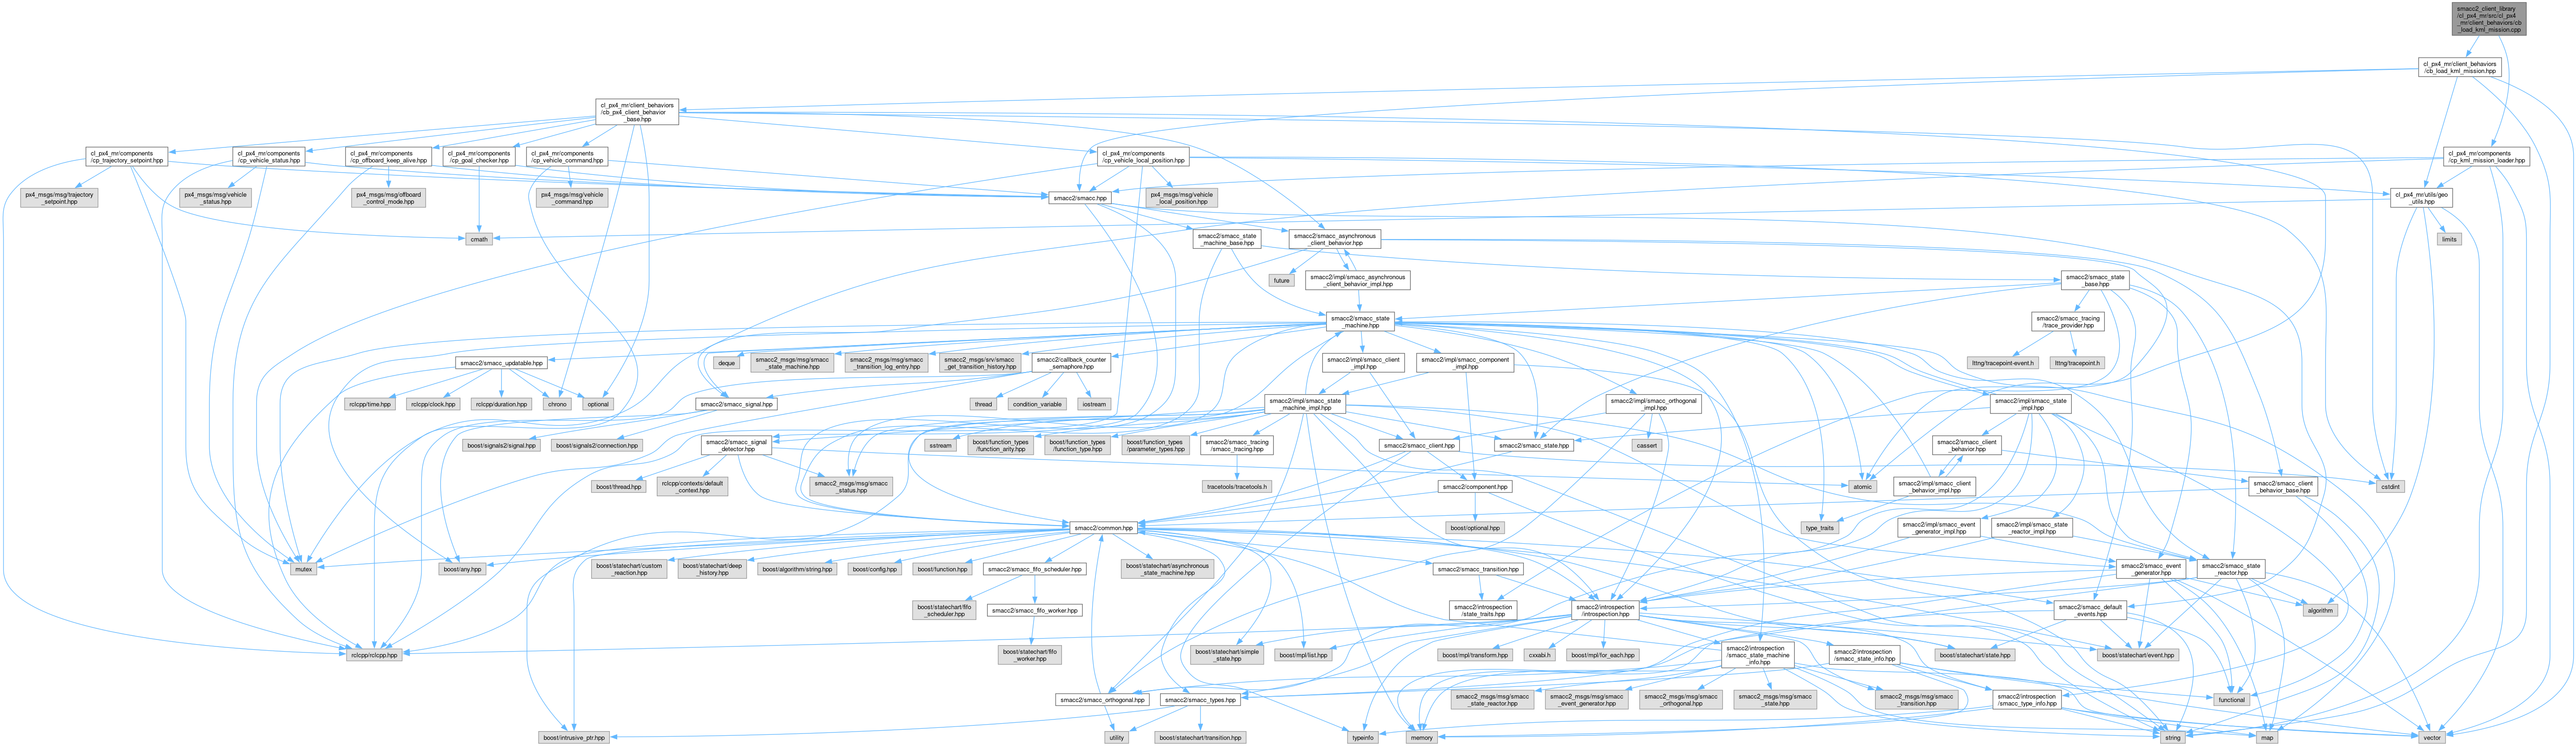 smacc2_client_library
/cl_px4_mr/src/cl_px4
_mr/client_behaviors/cb
_load_kml_mission.cpp
cl_px4_mr/client_behaviors
/cb_load_kml_mission.hpp
cl_px4_mr/client_behaviors
/cb_px4_client_behavior
_base.hpp
cl_px4_mr/components
/cp_trajectory_setpoint.hpp
cl_px4_mr/components
/cp_vehicle_status.hpp
cl_px4_mr/components
/cp_offboard_keep_alive.hpp
cl_px4_mr/components
/cp_goal_checker.hpp
cl_px4_mr/components
/cp_vehicle_command.hpp
cl_px4_mr/components
/cp_vehicle_local_position.hpp
cl_px4_mr/components
/cp_kml_mission_loader.hpp
px4_msgs/msg/trajectory
_setpoint.hpp
px4_msgs/msg/vehicle
_status.hpp
px4_msgs/msg/offboard
_control_mode.hpp
px4_msgs/msg/vehicle
_command.hpp
smacc2/smacc.hpp
px4_msgs/msg/vehicle
_local_position.hpp
cl_px4_mr/utils/geo
_utils.hpp
cmath
smacc2/smacc_state
_machine_base.hpp
smacc2/smacc_asynchronous
_client_behavior.hpp
limits
future
smacc2/impl/smacc_asynchronous
_client_behavior_impl.hpp
smacc2/smacc_state
_base.hpp
smacc2/smacc_state
_machine.hpp
smacc2/smacc_tracing
/trace_provider.hpp
smacc2/smacc_updatable.hpp
deque
smacc2_msgs/msg/smacc
_state_machine.hpp
smacc2_msgs/msg/smacc
_transition_log_entry.hpp
smacc2_msgs/srv/smacc
_get_transition_history.hpp
smacc2/callback_counter
_semaphore.hpp
smacc2/impl/smacc_client
_impl.hpp
smacc2/impl/smacc_component
_impl.hpp
lttng/tracepoint-event.h
lttng/tracepoint.h
rclcpp/time.hpp
rclcpp/clock.hpp
rclcpp/duration.hpp
chrono
optional
smacc2/smacc_signal.hpp
thread
condition_variable
iostream
smacc2/impl/smacc_state
_machine_impl.hpp
smacc2/impl/smacc_orthogonal
_impl.hpp
smacc2/impl/smacc_state
_impl.hpp
boost/signals2/signal.hpp
boost/signals2/connection.hpp
smacc2/smacc_signal
_detector.hpp
sstream
boost/function_types
/function_arity.hpp
boost/function_types
/function_type.hpp
boost/function_types
/parameter_types.hpp
smacc2/smacc_tracing
/smacc_tracing.hpp
smacc2/smacc_client.hpp
smacc2/smacc_state.hpp
cassert
smacc2/smacc_client
_behavior.hpp
boost/thread.hpp
rclcpp/contexts/default
_context.hpp
smacc2_msgs/msg/smacc
_status.hpp
tracetools/tracetools.h
smacc2/component.hpp
atomic
smacc2/impl/smacc_client
_behavior_impl.hpp
smacc2/smacc_client
_behavior_base.hpp
cstdint
smacc2/common.hpp
boost/optional.hpp
type_traits
smacc2/impl/smacc_event
_generator_impl.hpp
smacc2/impl/smacc_state
_reactor_impl.hpp
mutex
boost/any.hpp
boost/statechart/custom
_reaction.hpp
boost/statechart/deep
_history.hpp
boost/algorithm/string.hpp
boost/config.hpp
boost/function.hpp
smacc2/smacc_fifo_scheduler.hpp
boost/statechart/asynchronous
_state_machine.hpp
smacc2/smacc_transition.hpp
smacc2/smacc_event
_generator.hpp
smacc2/smacc_state
_reactor.hpp
boost/statechart/fifo
_scheduler.hpp
smacc2/smacc_fifo_worker.hpp
smacc2/introspection
/state_traits.hpp
smacc2/introspection
/introspection.hpp
smacc2/smacc_default
_events.hpp
algorithm
rclcpp/rclcpp.hpp
boost/statechart/fifo
_worker.hpp
boost/statechart/simple
_state.hpp
boost/mpl/list.hpp
boost/mpl/transform.hpp
cxxabi.h
boost/mpl/for_each.hpp
smacc2/introspection
/smacc_state_machine
_info.hpp
smacc2/introspection
/smacc_state_info.hpp
boost/statechart/state.hpp
boost/statechart/event.hpp
smacc2/smacc_orthogonal.hpp
smacc2/smacc_types.hpp
smacc2_msgs/msg/smacc
_state_reactor.hpp
smacc2_msgs/msg/smacc
_event_generator.hpp
smacc2_msgs/msg/smacc
_orthogonal.hpp
smacc2_msgs/msg/smacc
_state.hpp
smacc2_msgs/msg/smacc
_transition.hpp
smacc2/introspection
/smacc_type_info.hpp
functional
boost/intrusive_ptr.hpp
utility
boost/statechart/transition.hpp
typeinfo
memory
string
map
vector